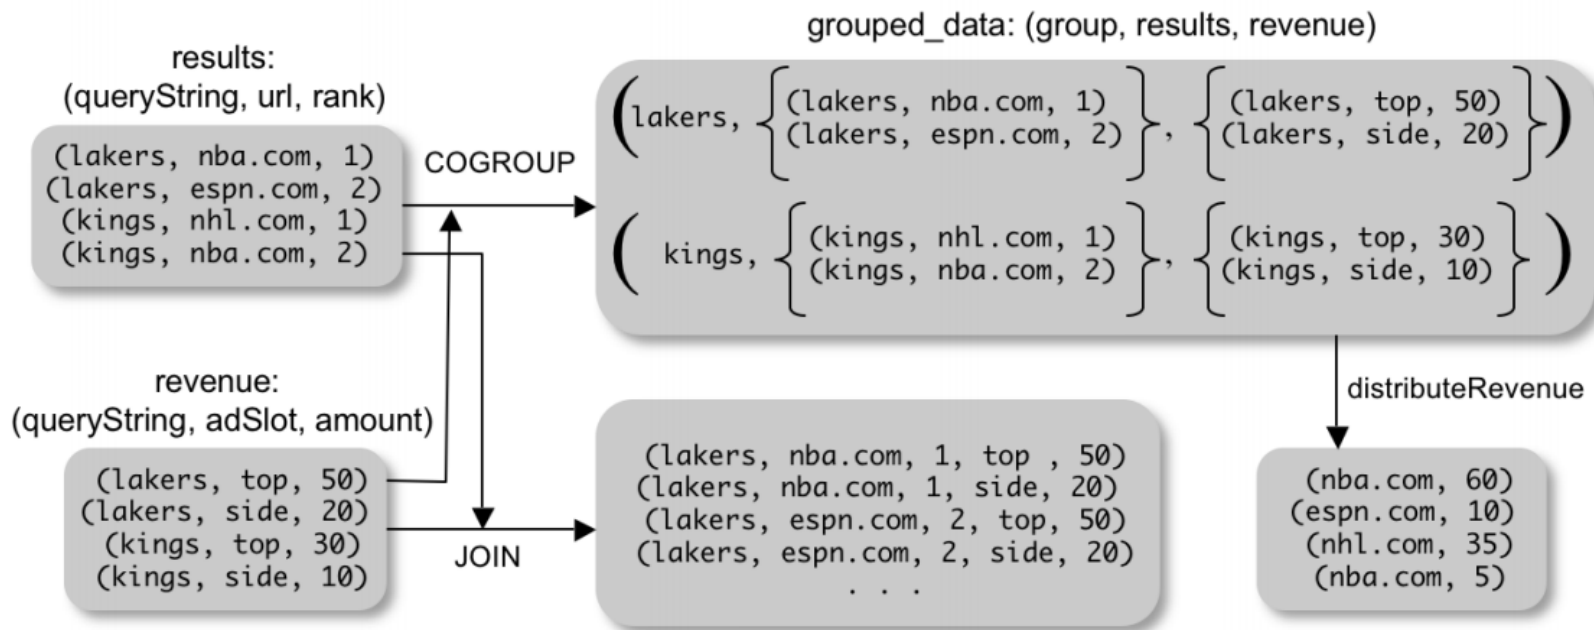 results:
(queryString, url, rank)
(lakers, nba.com, 1)
(lakers, espn.com, 2)
(kings, nhl.com, 1)
(kings, nba.com, 2)
COGROUP
grouped_data: (group, results, revenue)
(lakers, {(lakers, nba.com, 1)
(lakers, espn.com, 2)}, {(lakers, top, 50)
(lakers, side, 20)})
(kings, {(kings, nhl.com, 1)
(kings, nba.com, 2)}, {(kings, top, 30)
(kings, side, 10)})
revenue:
(queryString, adSlot, amount)
(lakers, top, 50)
(lakers, side, 20)
(kings, top, 30)
(kings, side, 10)
JOIN
(lakers, nba.com, 1, top , 50)
(lakers, nba.com, 1, side, 20)
(lakers, espn.com, 2, top, 50)
(lakers, espn.com, 2, side, 20)
. . .
distributeRevenue
(nba.com, 60)
(espn.com, 10)
(nhl.com, 35)
(nba.com, 5)